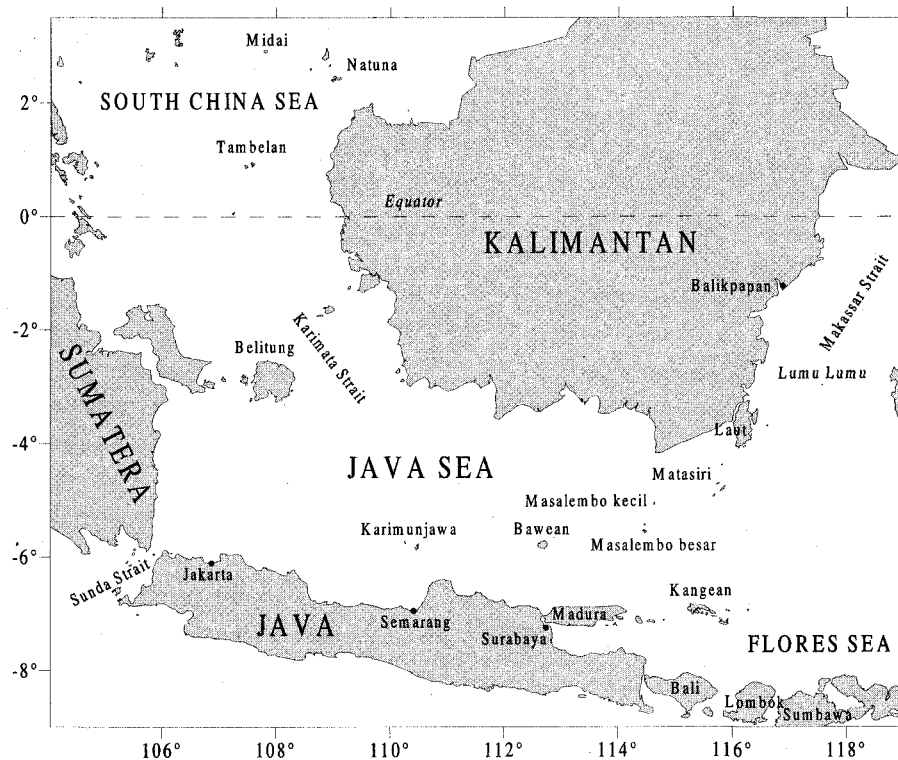 Midai
Natuna
SOUTH CHINA SEA
2°
Tambelan
Equator
0°
KALIMANTAN
Balikpapan
Makassar Strait
-2°
Karimata Strait
Belitung
SUMATERA
Lumu Lumu
Laut
-4°
JAVA SEA
Matasiri
Masalembo kecil
Karimunjawa
Bawean
Masalembo besar
-6°
Sunda Strait
Jakarta
Kangean
JAVA
Semarang
Madura
Surabaya
FLORES SEA
-8°
Bali
Lombok
Sumbawa
106° 108° 110° 112° 114° 116° 118°